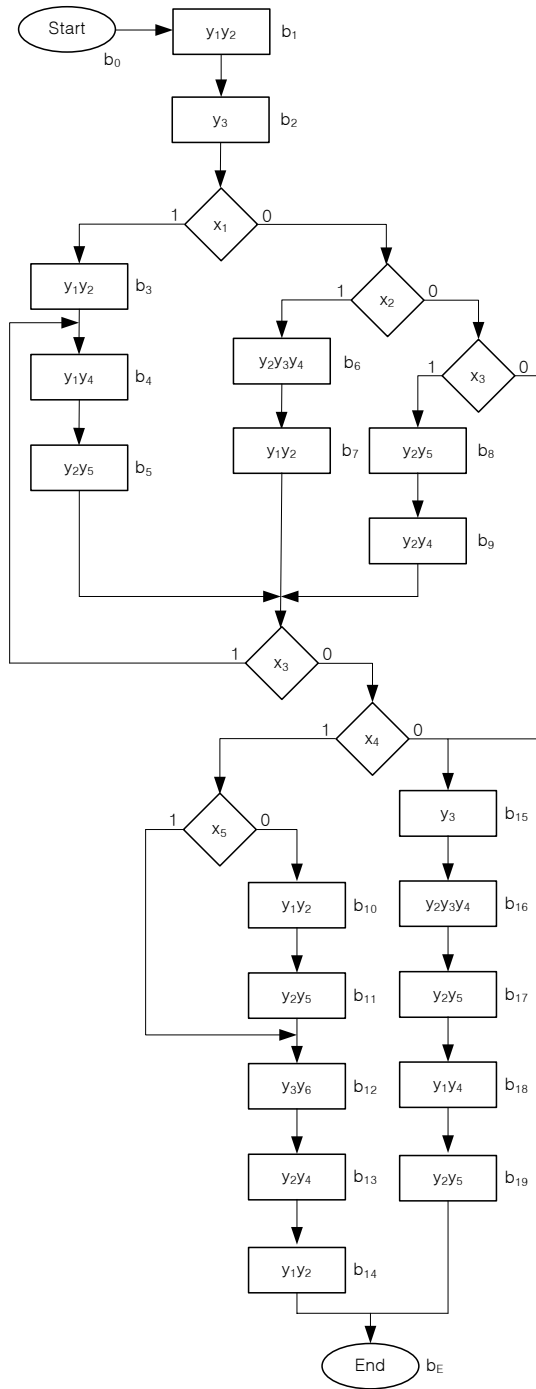 Start
b₀
y₁y₂ b₁
y₃ b₂
1 x₁ 0
y₁y₂ b₃
1 x₂ 0
y₁y₄ b₄
y₂y₃y₄ b₆
1 x₃ 0
y₂y₅ b₅
y₁y₂ b₇
y₂y₅ b₈
y₂y₄ b₉
1 x₃ 0
1 x₄ 0
1 x₅ 0
y₃ b₁₅
y₁y₂ b₁₀
y₂y₃y₄ b₁₆
y₂y₅ b₁₁
y₂y₅ b₁₇
y₃y₆ b₁₂
y₁y₄ b₁₈
y₂y₄ b₁₃
y₂y₅ b₁₉
y₁y₂ b₁₄
End b_E